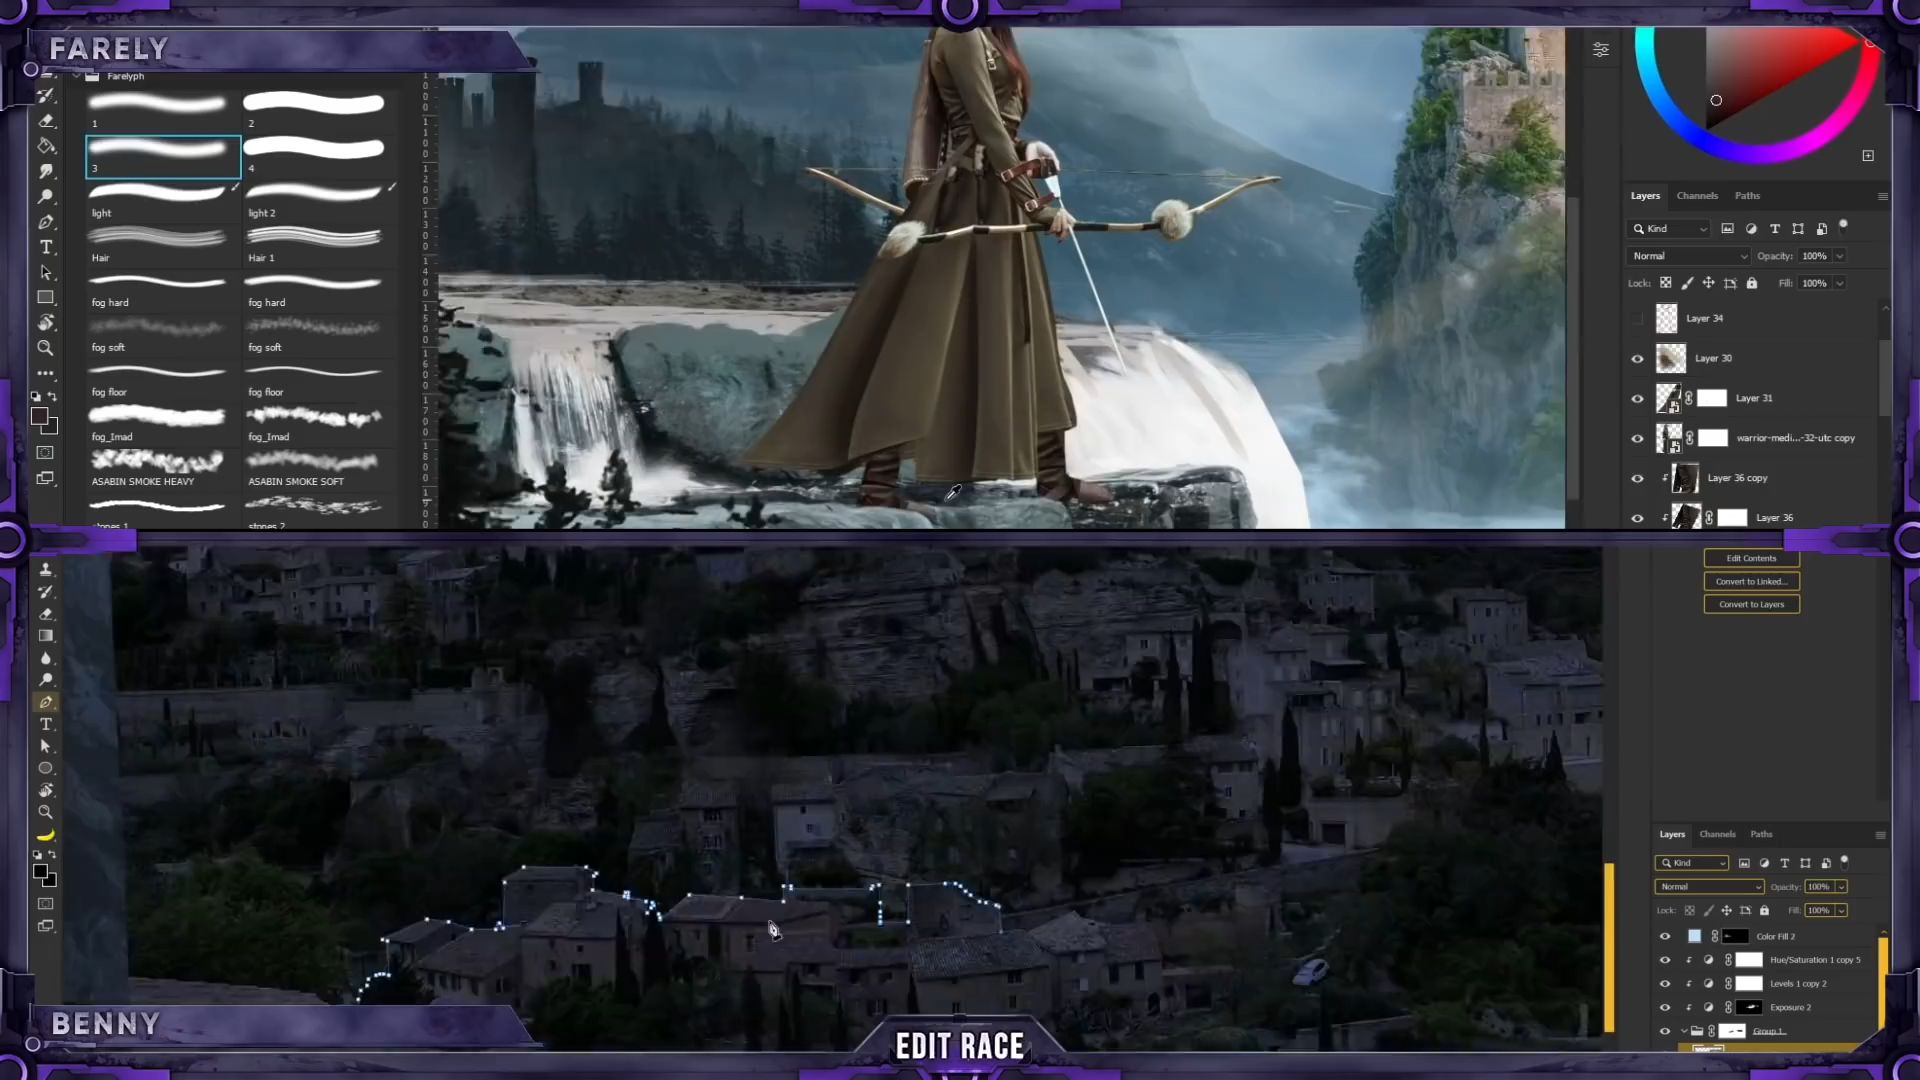 FARELY
Farelyph
1
2
3
4
light
light 2
Hair
Hair 1
fog hard
fog hard
fog soft
fog soft
fog floor
fog floor
fog_Imad
fog_Imad
ASABIN SMOKE HEAVY
ASABIN SMOKE SOFT
stones 1
stones 2
Layers
Channels
Paths
Kind
Normal
Opacity: 100%
Lock:
Fill: 100%
Layer 34
Layer 30
Layer 31
warrior-medi...-32-utc copy
Layer 36 copy
Layer 36
Edit Contents
Convert to Linked...
Convert to Layers
Layers
Channels
Paths
Kind
Normal
Opacity: 100%
Lock:
Fill: 100%
Color Fill 2
Hue/Saturation 1 copy 5
Levels 1 copy 2
Exposure 2
Group 1
BENNY
EDIT RACE